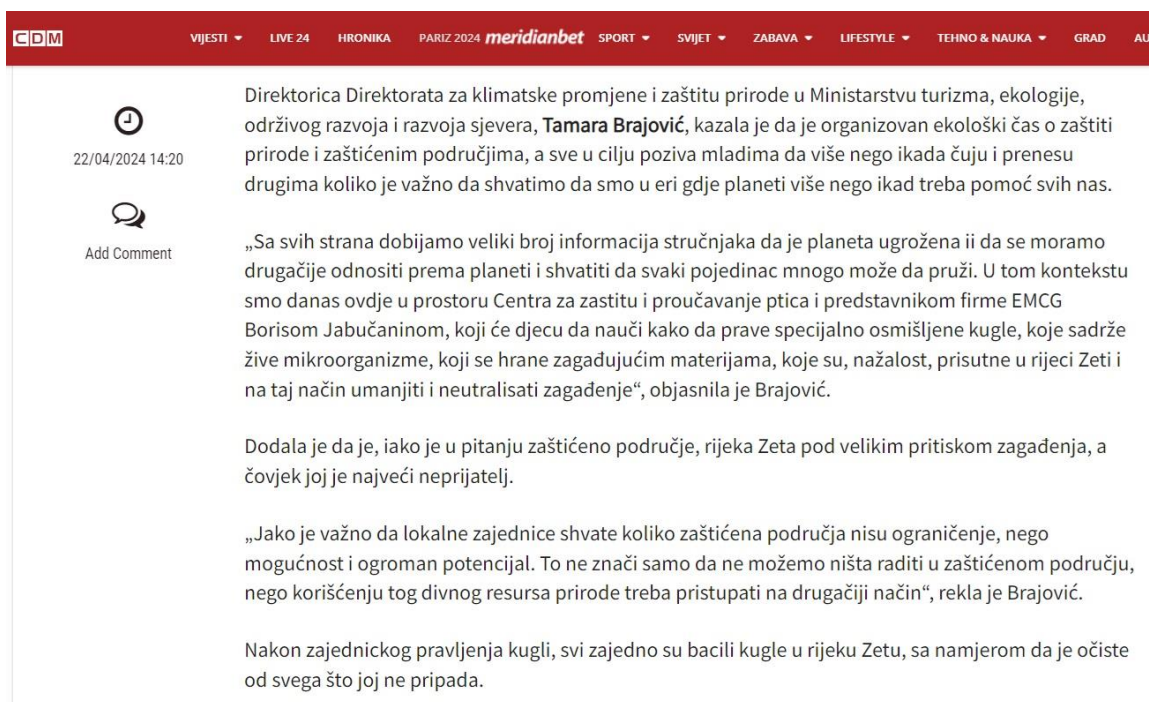 CDM VIJESTI LIVE 24 HRONIKA PARIZ 2024 meridianbet SPORT SVIJET ZABAVA LIFESTYLE TEHNO & NAUKA GRAD AU
22/04/2024 14:20
Add Comment
Direktorica Direktorata za klimatske promjene i zaštitu prirode u Ministarstvu turizma, ekologije,
održivog razvoja i razvoja sjevera, Tamara Brajović, kazala je da je organizovan ekološki čas o zaštiti
prirode i zaštićenim područjima, a sve u cilju poziva mladima da više nego ikada čuju i prenesu
drugima koliko je važno da shvatimo da smo u eri gdje planeti više nego ikad treba pomoć svih nas.
„Sa svih strana dobijamo veliki broj informacija stručnjaka da je planeta ugrožena ii da se moramo
drugačije odnositi prema planeti i shvatiti da svaki pojedinac mnogo može da pruži. U tom kontekstu
smo danas ovdje u prostoru Centra za zastitu i proučavanje ptica i predstavnikom firme EMCG
Borisom Jabučaninom, koji će djecu da nauči kako da prave specijalno osmišljene kugle, koje sadrže
žive mikroorganizme, koji se hrane zagađujućim materijama, koje su, nažalost, prisutne u rijeci Zeti i
na taj način umanjiti i neutralisati zagađenje“, objasnila je Brajović.
Dodala je da je, iako je u pitanju zaštićeno područje, rijeka Zeta pod velikim pritiskom zagađenja, a
čovjek joj je najveći neprijatelj.
„Jako je važno da lokalne zajednice shvate koliko zaštićena područja nisu ograničenje, nego
mogućnost i ogroman potencijal. To ne znači samo da ne možemo ništa raditi u zaštićenom području,
nego korišćenju tog divnog resursa prirode treba pristupati na drugačiji način“, rekla je Brajović.
Nakon zajednickog pravljenja kugli, svi zajedno su bacili kugle u rijeku Zetu, sa namjerom da je očiste
od svega što joj ne pripada.